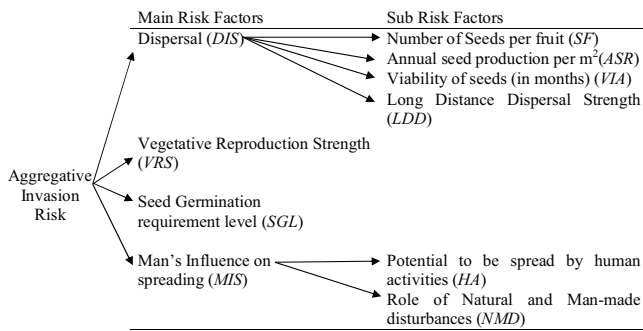 Main Risk Factors
Sub Risk Factors
Dispersal (DIS)
Number of Seeds per fruit (SF)
Annual seed production per m²(ASR)
Viability of seeds (in months) (VIA)
Long Distance Dispersal Strength
(LDD)
Vegetative Reproduction Strength
(VRS)
Aggregative
Invasion
Risk
Seed Germination
requirement level (SGL)
Man's Influence on
spreading (MIS)
Potential to be spread by human
activities (HA)
Role of Natural and Man-made
disturbances (NMD)